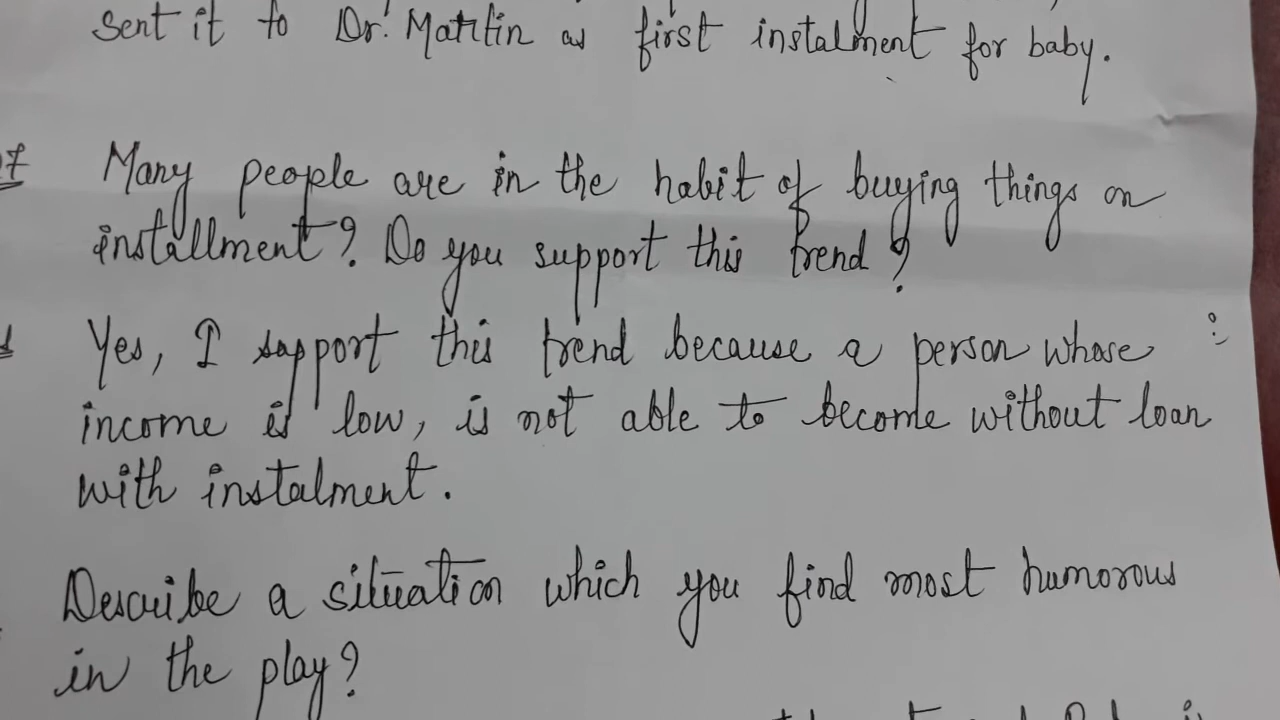 sent it to Dr. Martin as first instalment for baby.
Many people are in the habit of buying things on
installment? Do you support this trend?
Yes, I support this trend because a person whose
income is low, is not able to become without loan
with instalment.
Describe a situation which you find most humorous
in the play?